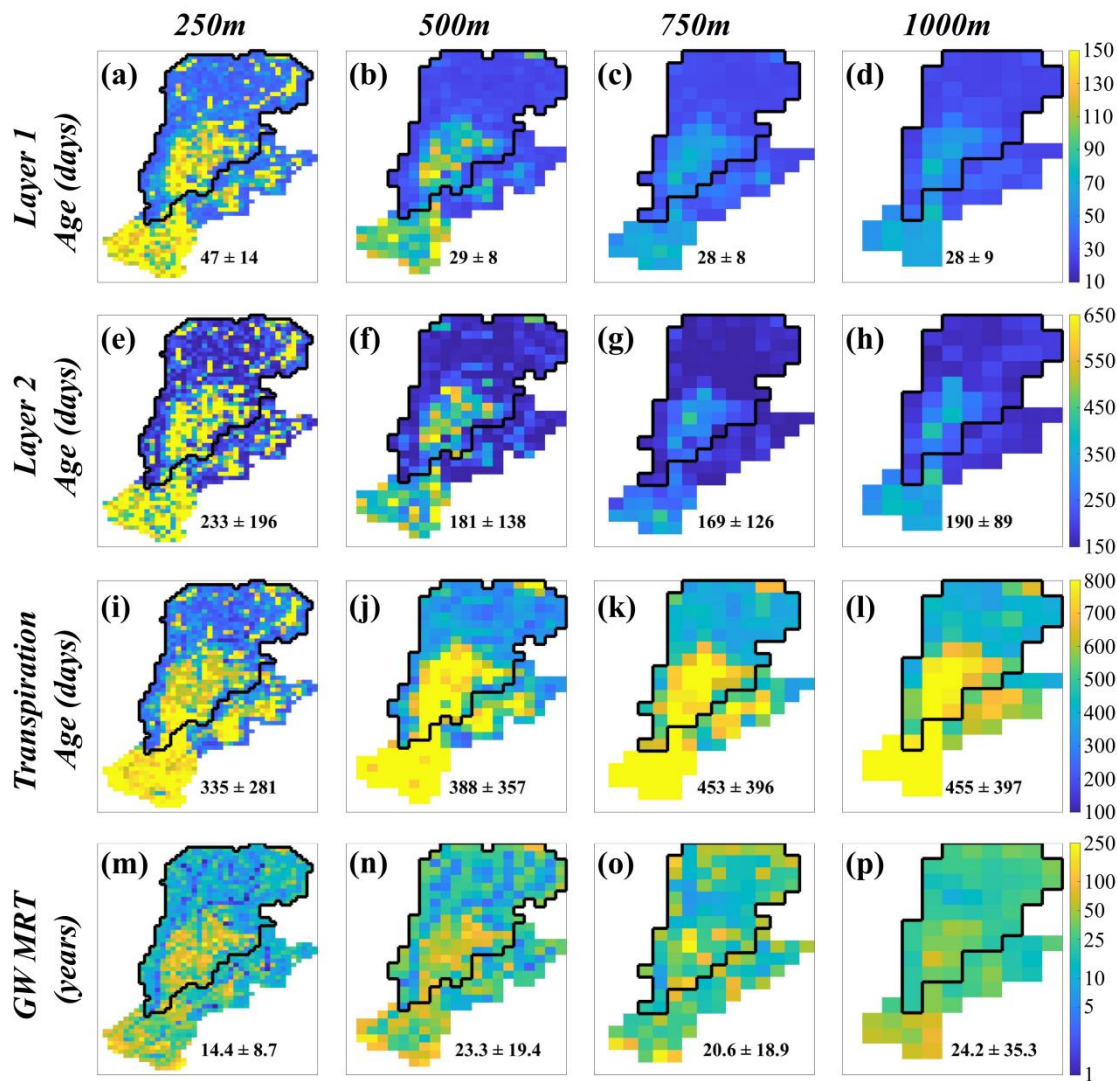 250m 500m 750m 1000m
Layer 1
Age (days)
(a) (b) (c) (d)
47 ± 14 29 ± 8 28 ± 8 28 ± 9
150
130
110
90
70
50
30
10
Layer 2
Age (days)
(e) (f) (g) (h)
233 ± 196 181 ± 138 169 ± 126 190 ± 89
650
550
450
350
250
150
Transpiration
Age (days)
(i) (j) (k) (l)
335 ± 281 388 ± 357 453 ± 396 455 ± 397
800
700
600
500
400
300
200
100
GW MRT
(years)
(m) (n) (o) (p)
14.4 ± 8.7 23.3 ± 19.4 20.6 ± 18.9 24.2 ± 35.3
250
100
50
25
10
5
1